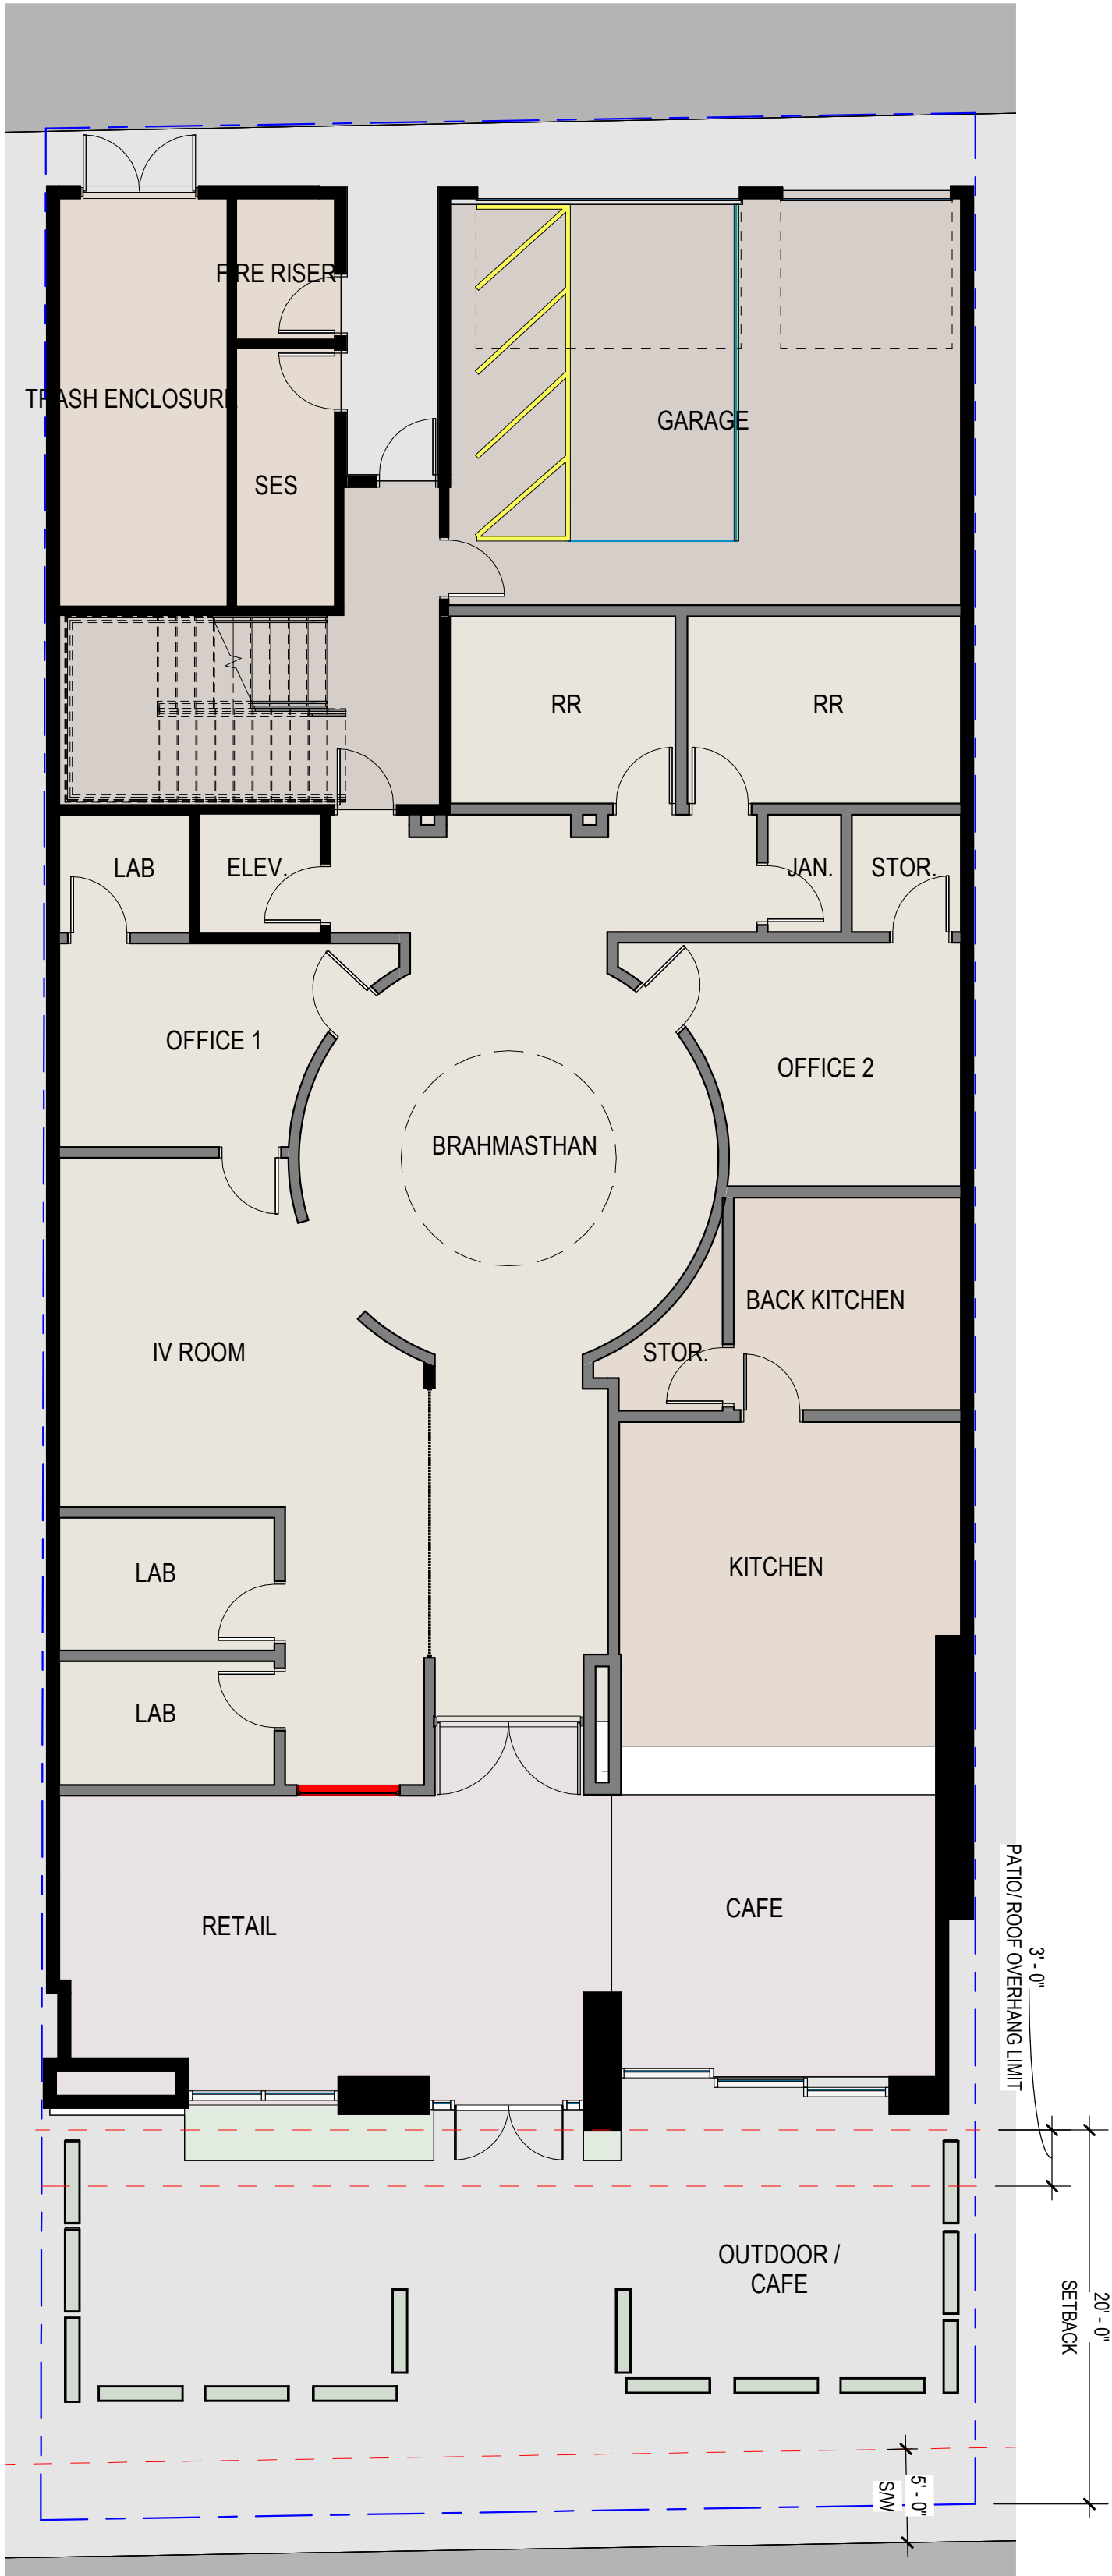 FIRE RISER
TRASH ENCLOSURE
GARAGE
SES
RR
RR
LAB
ELEV.
JAN.
STOR.
OFFICE 1
OFFICE 2
BRAHMASTHAN
BACK KITCHEN
IV ROOM
STOR.
KITCHEN
LAB
LAB
CAFE
RETAIL
3' - 0"
PATIO/ ROOF OVERHANG LIMIT
OUTDOOR /
CAFE
20' - 0"
SETBACK
5' - 0"
S/W